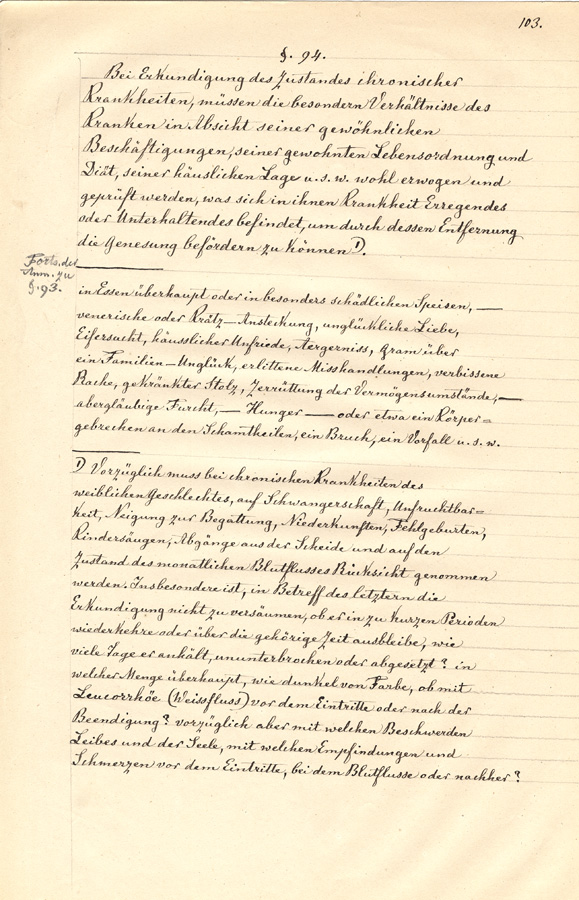 103.
§. 94.
Bei Erkundigung des Zustandes chronischer
Krankheiten, müssen die besondern Verhältnisse des
Kranken in Absicht seiner gewöhnlichen
Beschäftigungen, seiner gewohnten Lebensordnung und
Diät, seiner häuslichen Lage u. s. w. wohl erwogen und
geprüft werden, was sich in ihnen Krankheit Erregendes
oder Unterhaltendes befindet, um durch dessen Entfernung
die Genesung befördern zu können 1).
Forts. der
Anm. zu
§. 93.
in Essen überhaupt oder in besonders schädlichen Speisen, —
venerische oder Krätz-Ansteckung, unglückliche Liebe,
Eifersucht, häusslicher Unfriede, Aergerniss, Gram über
ein Familien-Unglück, erlittene Misshandlungen, verbissene
Rache, gekränkter Stolz, Zerrüttung der Vermögensumstände, —
abergläubige Furcht, — Hunger — oder etwa ein Körper=
gebrechen an den Schamtheilen, ein Bruch, ein Vorfall u. s. w.
1) Vorzüglich muss bei chronischen Krankheiten des
weiblichen Geschlechtes, auf Schwangerschaft, Unfruchtbar=
keit, Neigung zur Begattung, Niederkunften, Fehlgeburten,
Kindersäugen, Abgänge aus der Scheide und auf den
Zustand des monatlichen Blutflusses Rücksicht genommen
werden. Insbesondere ist, in Betreff des letztern die
Erkundigung nicht zu versäumen, ob er in zu kurzen Perioden
wiederkehre oder über die gehörige Zeit ausbleibe, wie
viele Tage er anhält, ununterbrochen oder abgesetzt? in
welcher Menge überhaupt, wie dunkel von Farbe, ob mit
Leucorrhöe (Weissfluss) vor dem Eintritte oder nach der
Beendigung? vorzüglich aber mit welchen Beschwerden
Leibes und der Seele, mit welchen Empfindungen und
Schmerzen vor dem Eintritte, bei dem Blutflusse oder nachher?